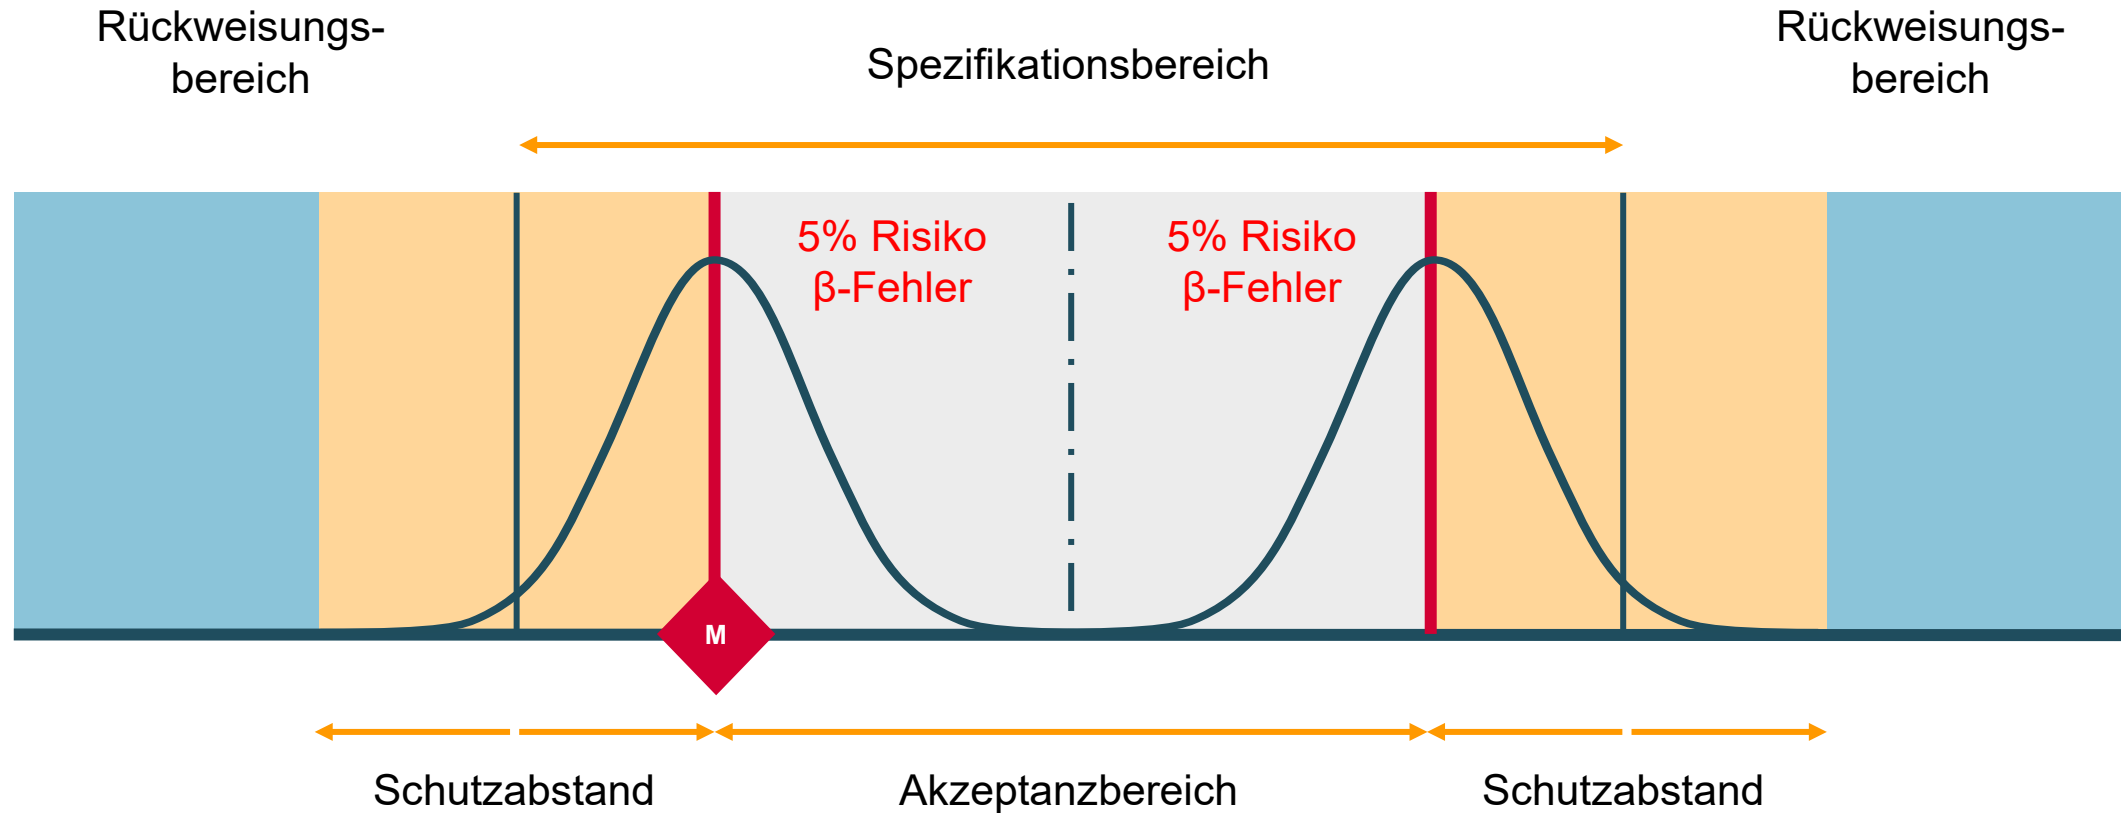 Rückweisungs-
bereich
Spezifikationsbereich
Rückweisungs-
bereich
5% Risiko
β-Fehler
5% Risiko
β-Fehler
M
Schutzabstand
Akzeptanzbereich
Schutzabstand